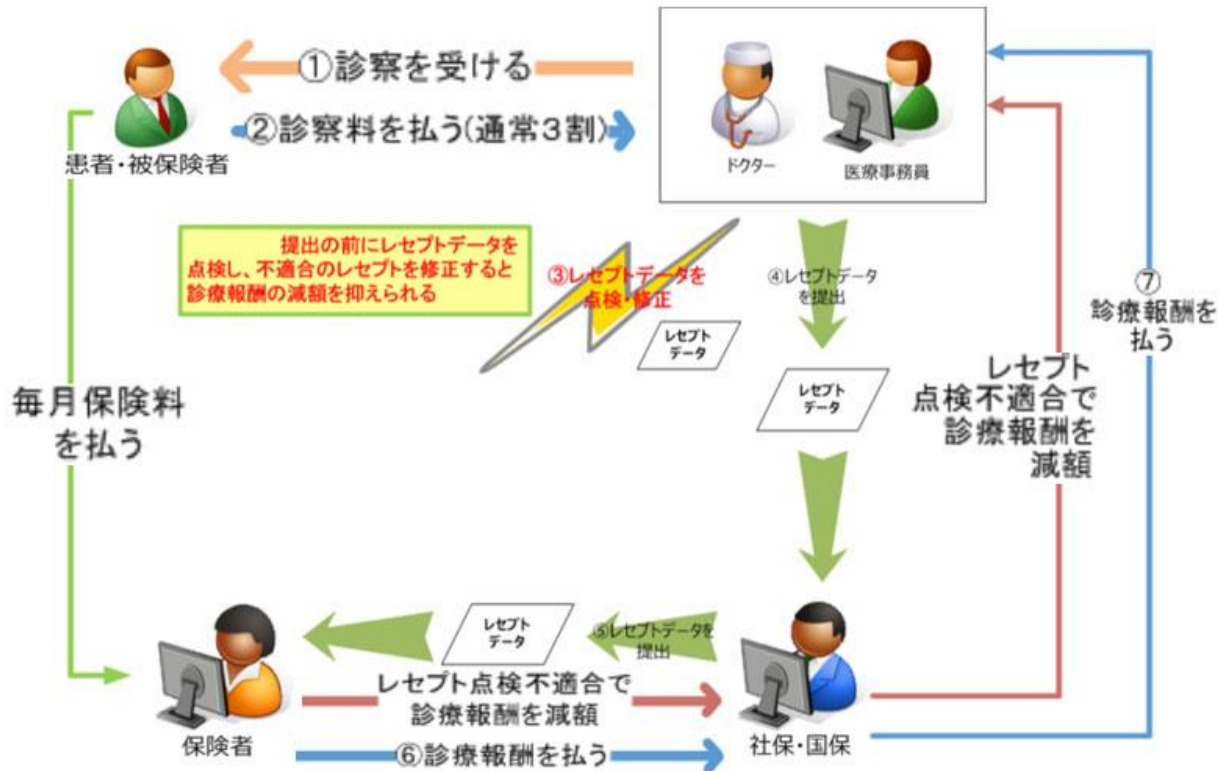 ①診察を受ける
②診察料を払う(通常３割)
患者・被保険者
ドクター
医療事務員
提出の前にレセプトデータを
点検し、不適合のレセプトを修正すると
診療報酬の減額を抑えられる
③レセプトデータを
点検・修正
④レセプトデータ
を提出
レセプト
データ
レセプト
データ
⑦
診療報酬を
払う
レセプト
点検不適合で
診療報酬を
減額
毎月保険料
を払う
レセプト
データ
⑤レセプトデータを
提出
レセプト点検不適合で
診療報酬を減額
保険者
⑥診療報酬を払う
社保・国保